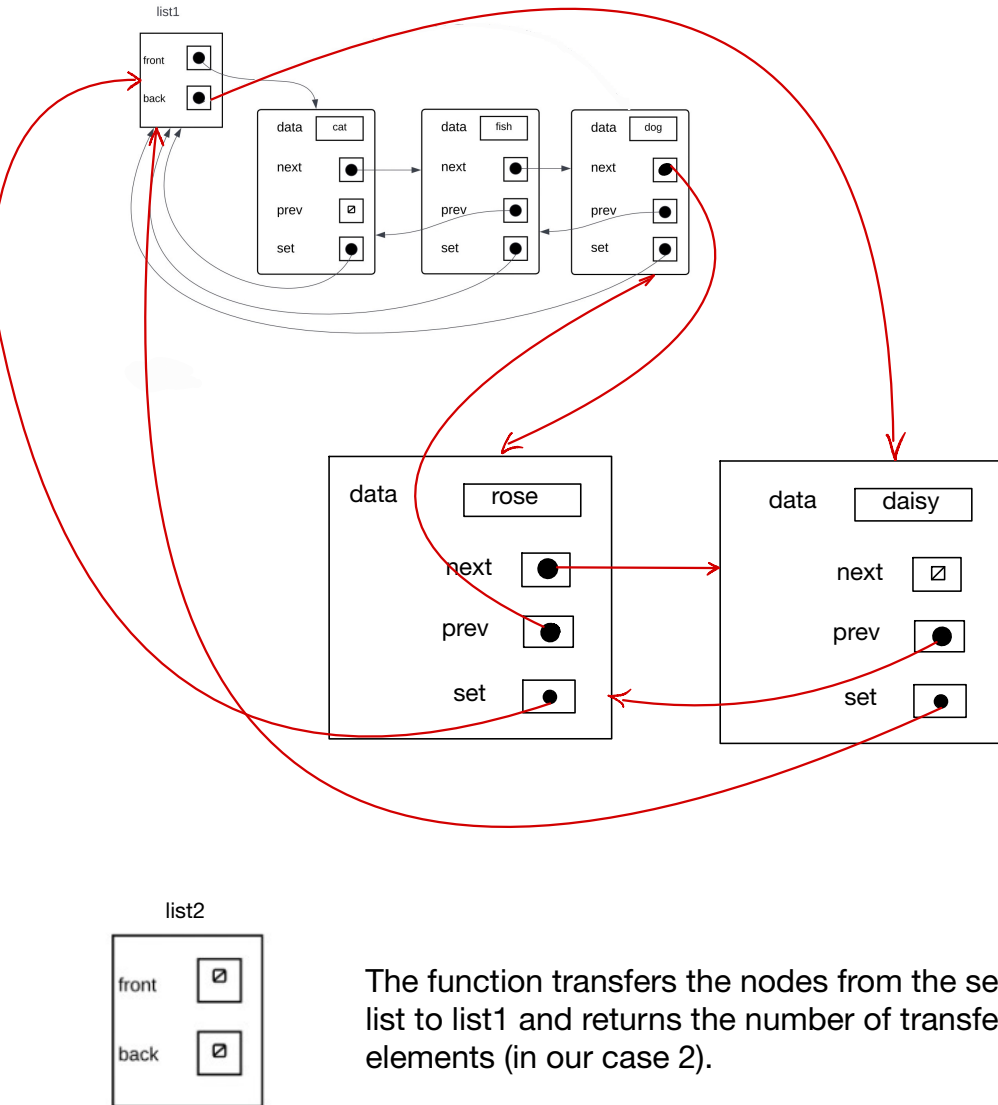 list1
front
back
data cat
next
prev
set
data fish
next
prev
set
data dog
next
prev
set
data rose
next
prev
set
data daisy
next
prev
set
list2
front
back
The function transfers the nodes from the se
list to list1 and returns the number of transfe
elements (in our case 2).